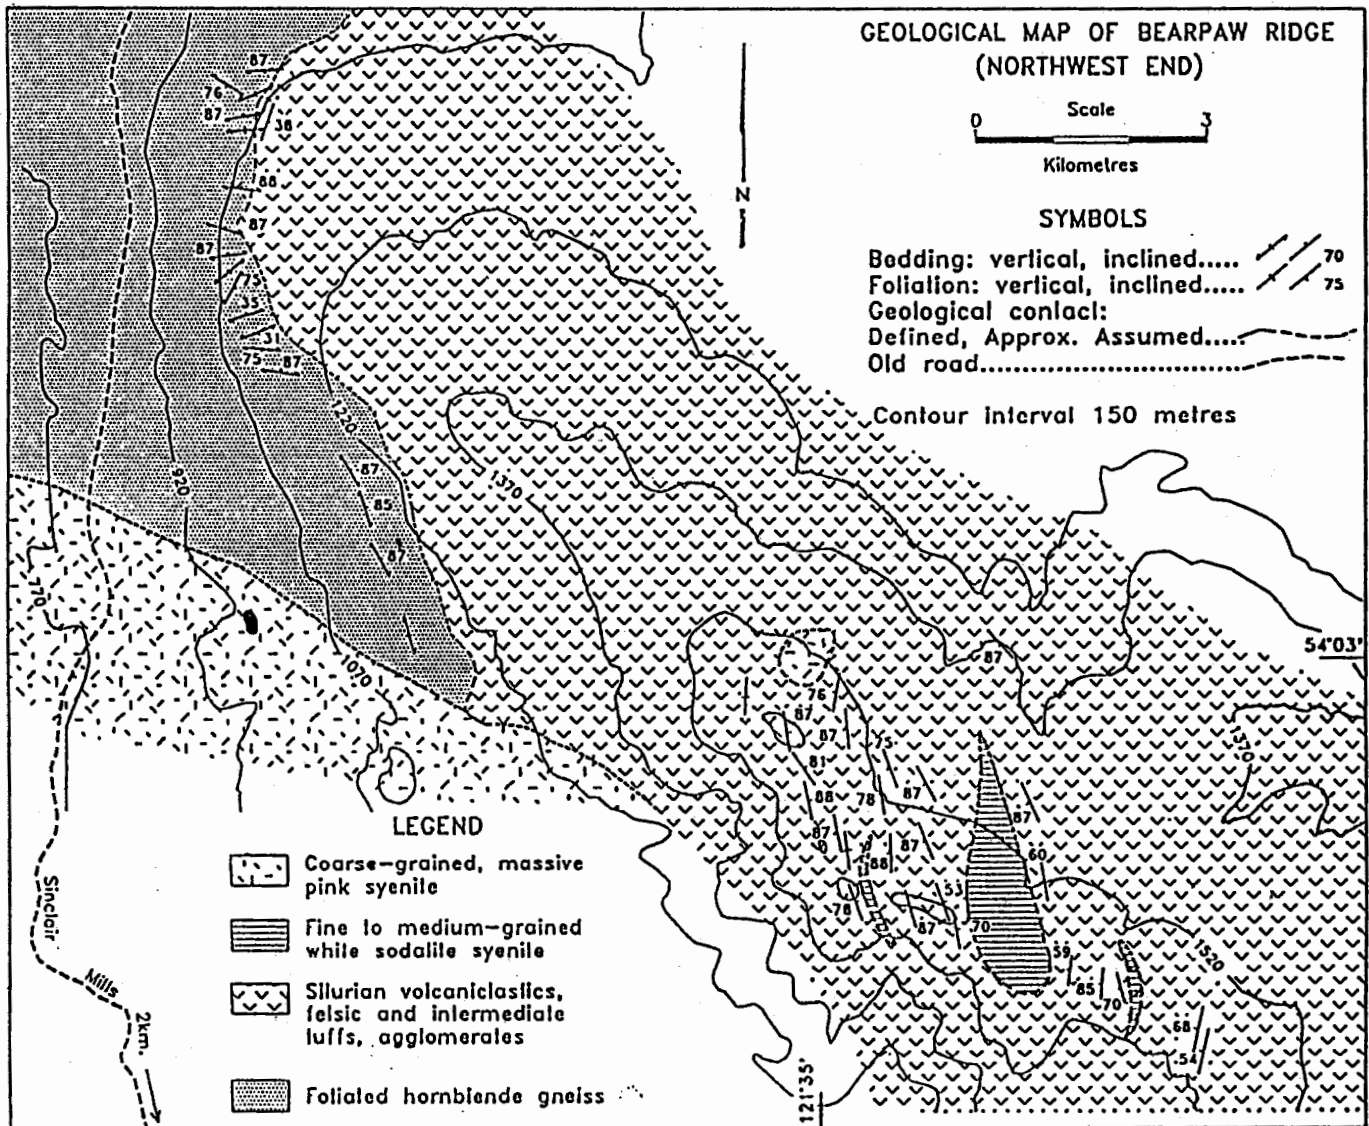 GEOLOGICAL MAP OF BEARPAW RIDGE
(NORTHWEST END)
Scale
0 3
Kilometres
N
SYMBOLS
Bedding: vertical, inclined..... 70
Foliation: vertical, inclined..... 75
Geological contact:
Defined, Approx. Assumed.....
Old road..............................
Contour interval 150 metres
87
76
87
38
88
87
87
75
35
31
75 87
1220
87
1370
920
85
87
770
1070
54°03'
87
76
87
87
75
1370
81
88
78
87
87
87
87
88
60
53
78
87
70
59
1520
85
70
68
54
121°35'
LEGEND
Coarse-grained, massive
pink syenite
Fine to medium-grained
white sodalite syenite
Silurian volcaniclastics,
felsic and intermediate
tuffs, agglomerates
Foliated hornblende gneiss
Sinclair
Mills
2km.